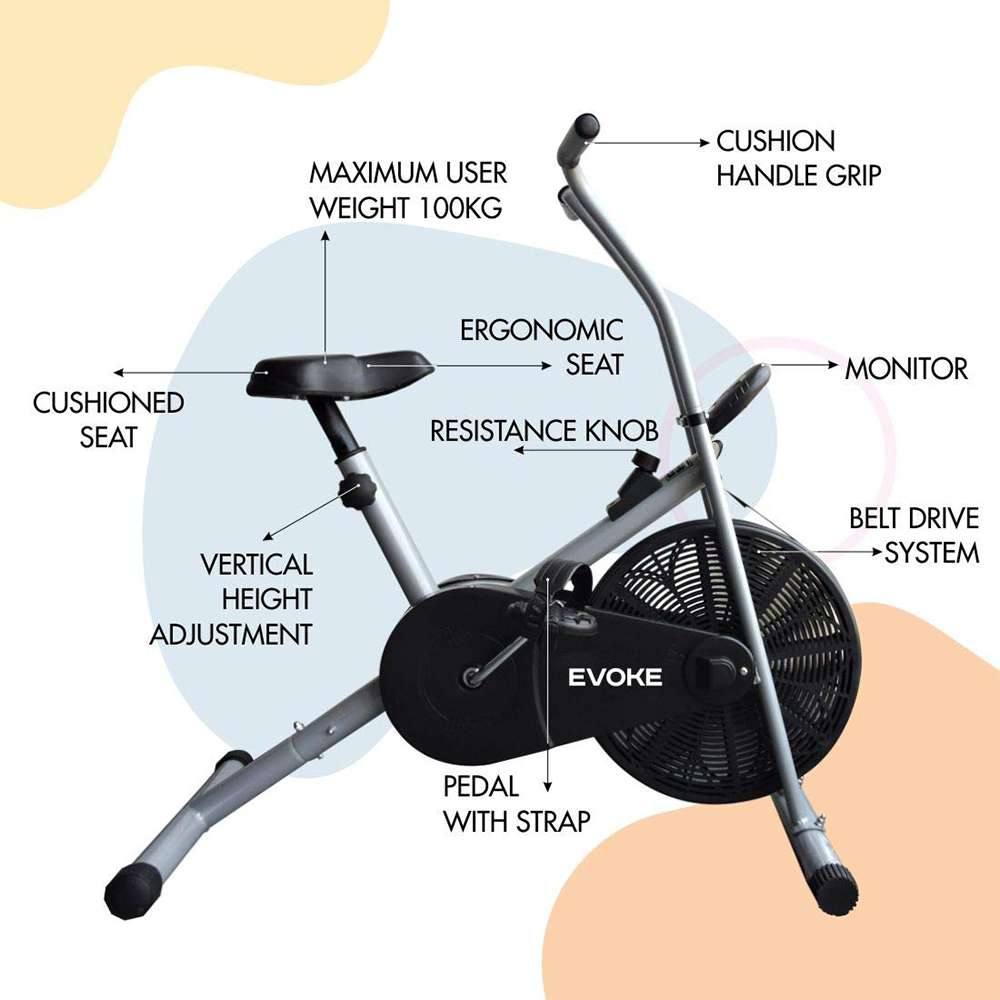 CUSHION
HANDLE GRIP
MAXIMUM USER
WEIGHT 100KG
ERGONOMIC
SEAT
MONITOR
CUSHIONED
SEAT
RESISTANCE KNOB
BELT DRIVE
SYSTEM
VERTICAL
HEIGHT
ADJUSTMENT
EVOKE
PEDAL
WITH STRAP